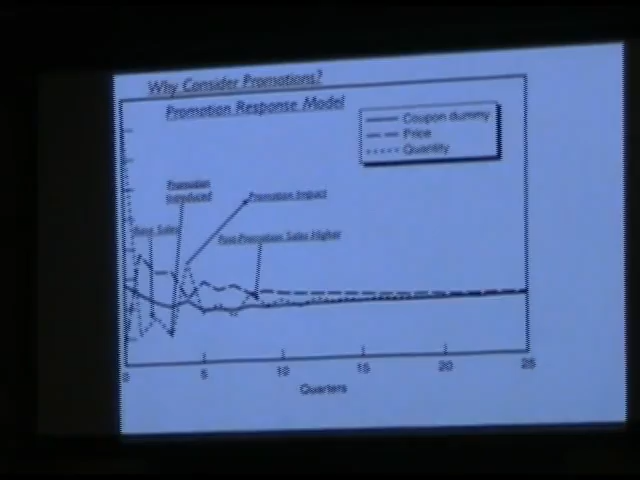 Why Consider Promotions?
Promotion Response Model
Coupon dummy
Price
Quantity
Promotion
Introduced
Promotion Impact
Base Sales
Post-Promotion Sales Higher
0 5 10 15 20 25
Quarters